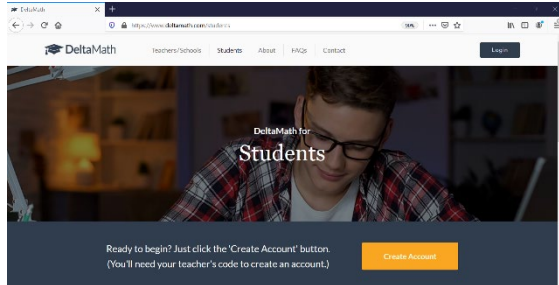 DeltaMath
https://www.deltamath.com/students
DeltaMath
Teachers/Schools Students About FAQs Contact
Login
DeltaMath for
Students
Ready to begin? Just click the 'Create Account' button.
(You'll need your teacher's code to create an account.)
Create Account